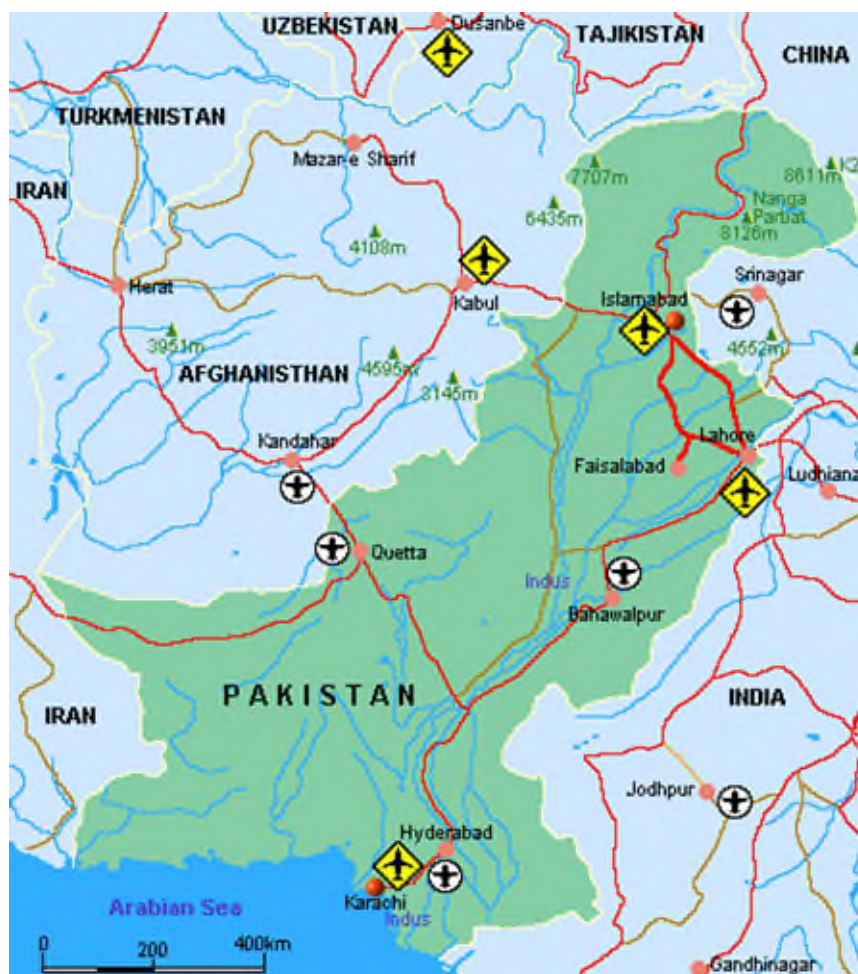 UZBEKISTAN
Dusanbe
TAJIKISTAN
CHINA
TURKMENISTAN
Mazar-e Sharif
7707m
8611m
K2
IRAN
6435m
Nanga
Parbat
8126m
4108m
Herat
Kabul
Islamabad
Srinagar
3951m
4595m
4552m
AFGHANISTHAN
3145m
Kandahar
Lahore
Faisalabad
Ludhiana
Quetta
Indus
Bahawalpur
PAKISTAN
IRAN
INDIA
Jodhpur
Hyderabad
Karachi
Arabian Sea
Indus
0 200 400km
Gandhinagar